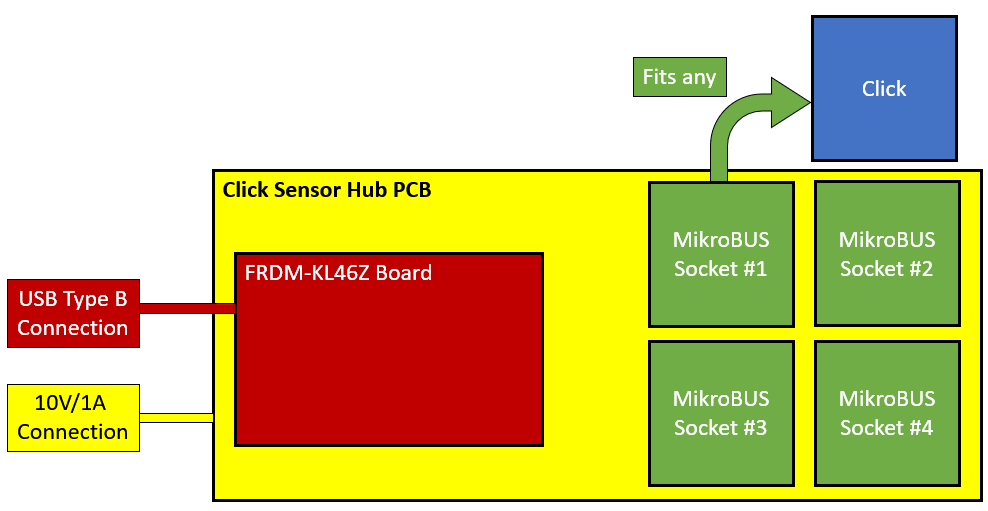 Fits any
Click
Click Sensor Hub PCB
MikroBUS
Socket #1
MikroBUS
Socket #2
FRDM-KL46Z Board
USB Type B
Connection
10V/1A
Connection
MikroBUS
Socket #3
MikroBUS
Socket #4